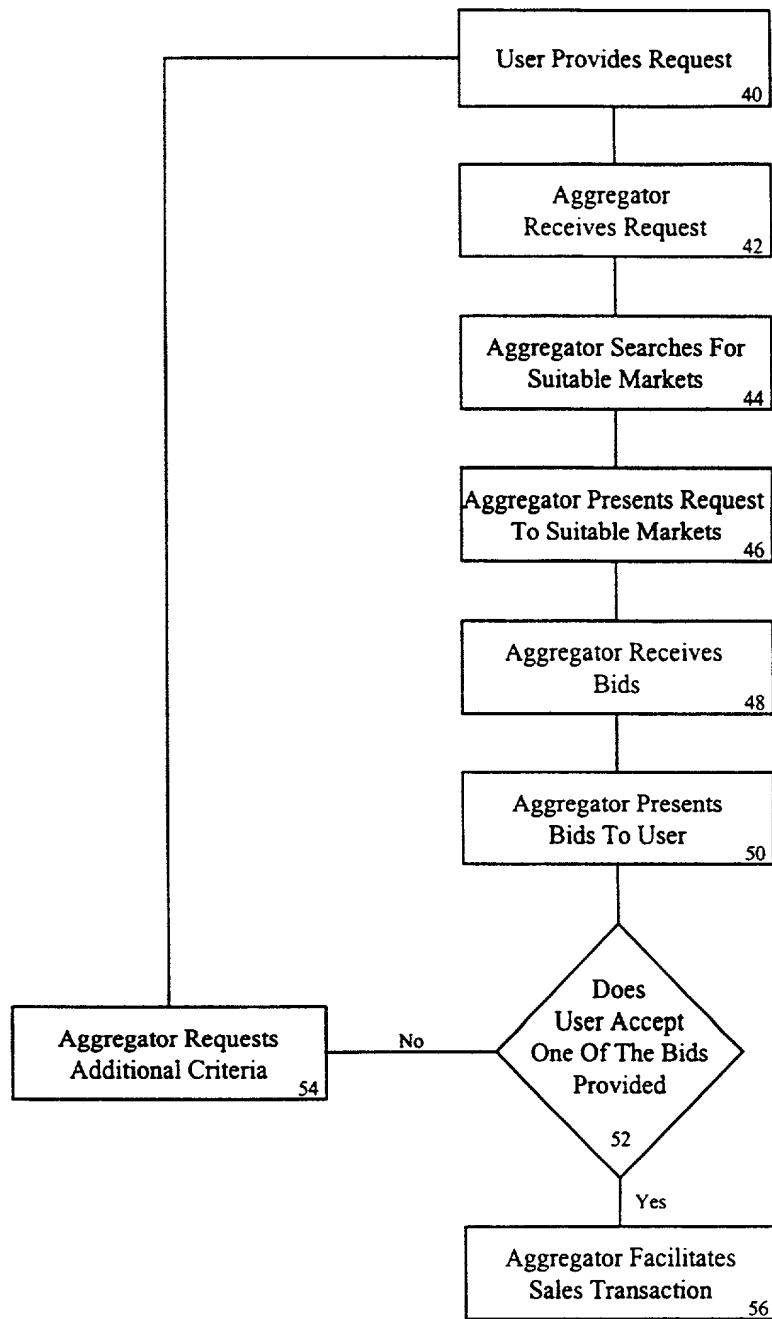 User Provides Request
40
Aggregator
Receives Request
42
Aggregator Searches For
Suitable Markets
44
Aggregator Presents Request
To Suitable Markets
46
Aggregator Receives
Bids
48
Aggregator Presents
Bids To User
50
Does
User Accept
One Of The Bids
Provided
52
No
Aggregator Requests
Additional Criteria
54
Yes
Aggregator Facilitates
Sales Transaction
56